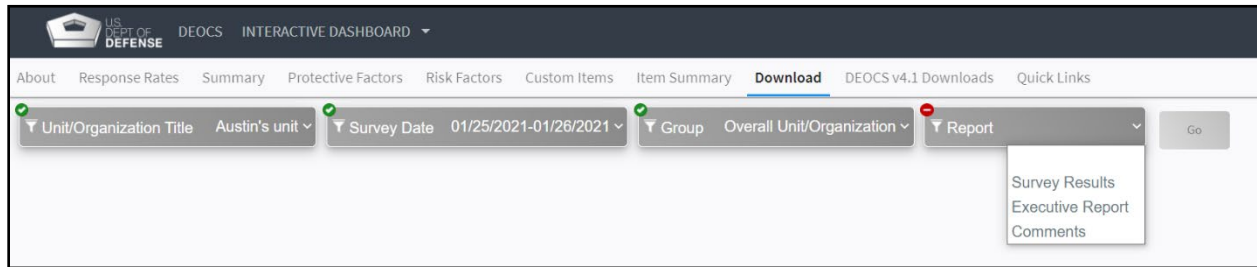 U.S.
DEPT OF
DEFENSE
DEOCS INTERACTIVE DASHBOARD
About Response Rates Summary Protective Factors Risk Factors Custom Items Item Summary Download DEOCS v4.1 Downloads Quick Links
Unit/Organization Title Austin's unit Survey Date 01/25/2021-01/26/2021 Group Overall Unit/Organization Report Go
Survey Results
Executive Report
Comments